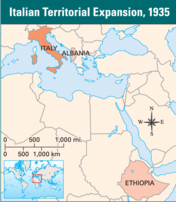 Italian Territorial Expansion, 1935
ITALY
ALBANIA
0 500 1,000 mi.
0 500 1,000 km
N
W E
S
ETHIOPIA